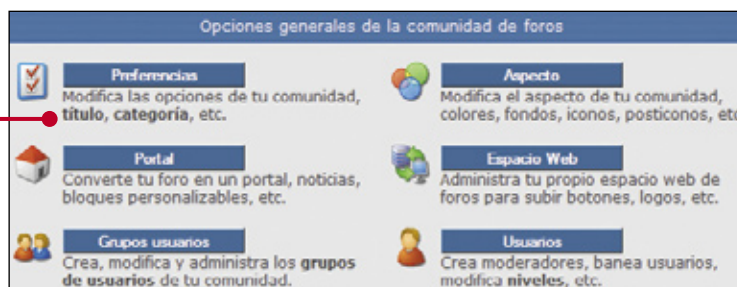 Opciones generales de la comunidad de foros
Preferencias
Modifica las opciones de tu comunidad,
título, categoría, etc.
Aspecto
Modifica el aspecto de tu comunidad,
colores, fondos, iconos, posticonos, etc
Portal
Converte tu foro en un portal, noticias,
bloques personalizables, etc.
Espacio Web
Administra tu propio espacio web de
foros para subir botones, logos, etc.
Grupos usuarios
Crea, modifica y administra los grupos
de usuarios de tu comunidad.
Usuarios
Crea moderadores, banea usuarios,
modifica niveles, etc.